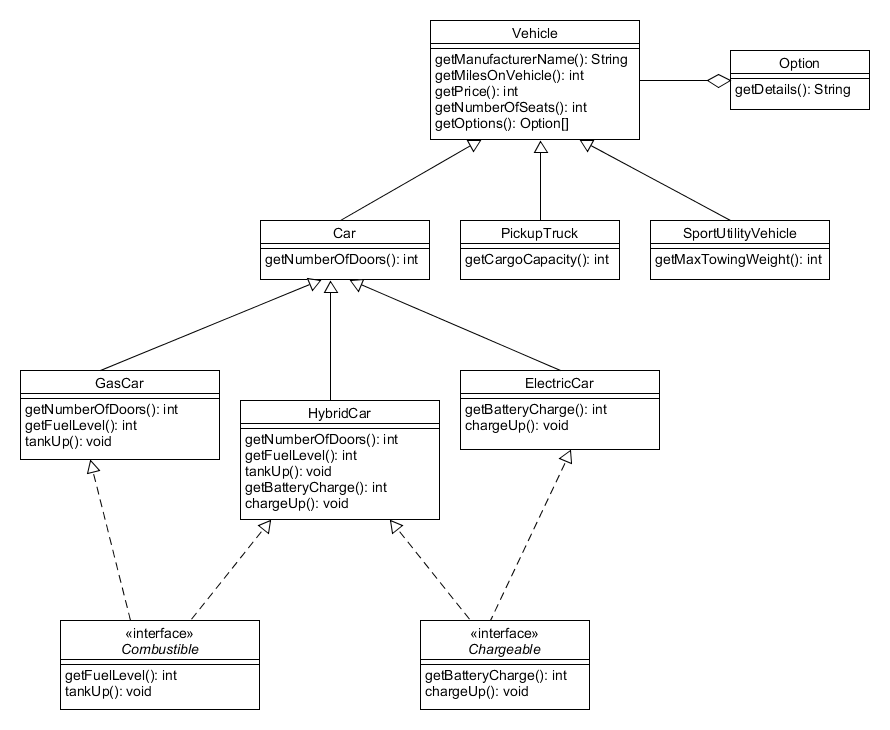 Vehicle
getManufacturerName(): String
getMilesOnVehicle(): int
getPrice(): int
getNumberOfSeats(): int
getOptions(): Option[]
Option
getDetails(): String
Car
getNumberOfDoors(): int
PickupTruck
getCargoCapacity(): int
SportUtilityVehicle
getMaxTowingWeight(): int
GasCar
getNumberOfDoors(): int
getFuelLevel(): int
tankUp(): void
HybridCar
getNumberOfDoors(): int
getFuelLevel(): int
tankUp(): void
getBatteryCharge(): int
chargeUp(): void
ElectricCar
getBatteryCharge(): int
chargeUp(): void
«interface»
Combustible
getFuelLevel(): int
tankUp(): void
«interface»
Chargeable
getBatteryCharge(): int
chargeUp(): void